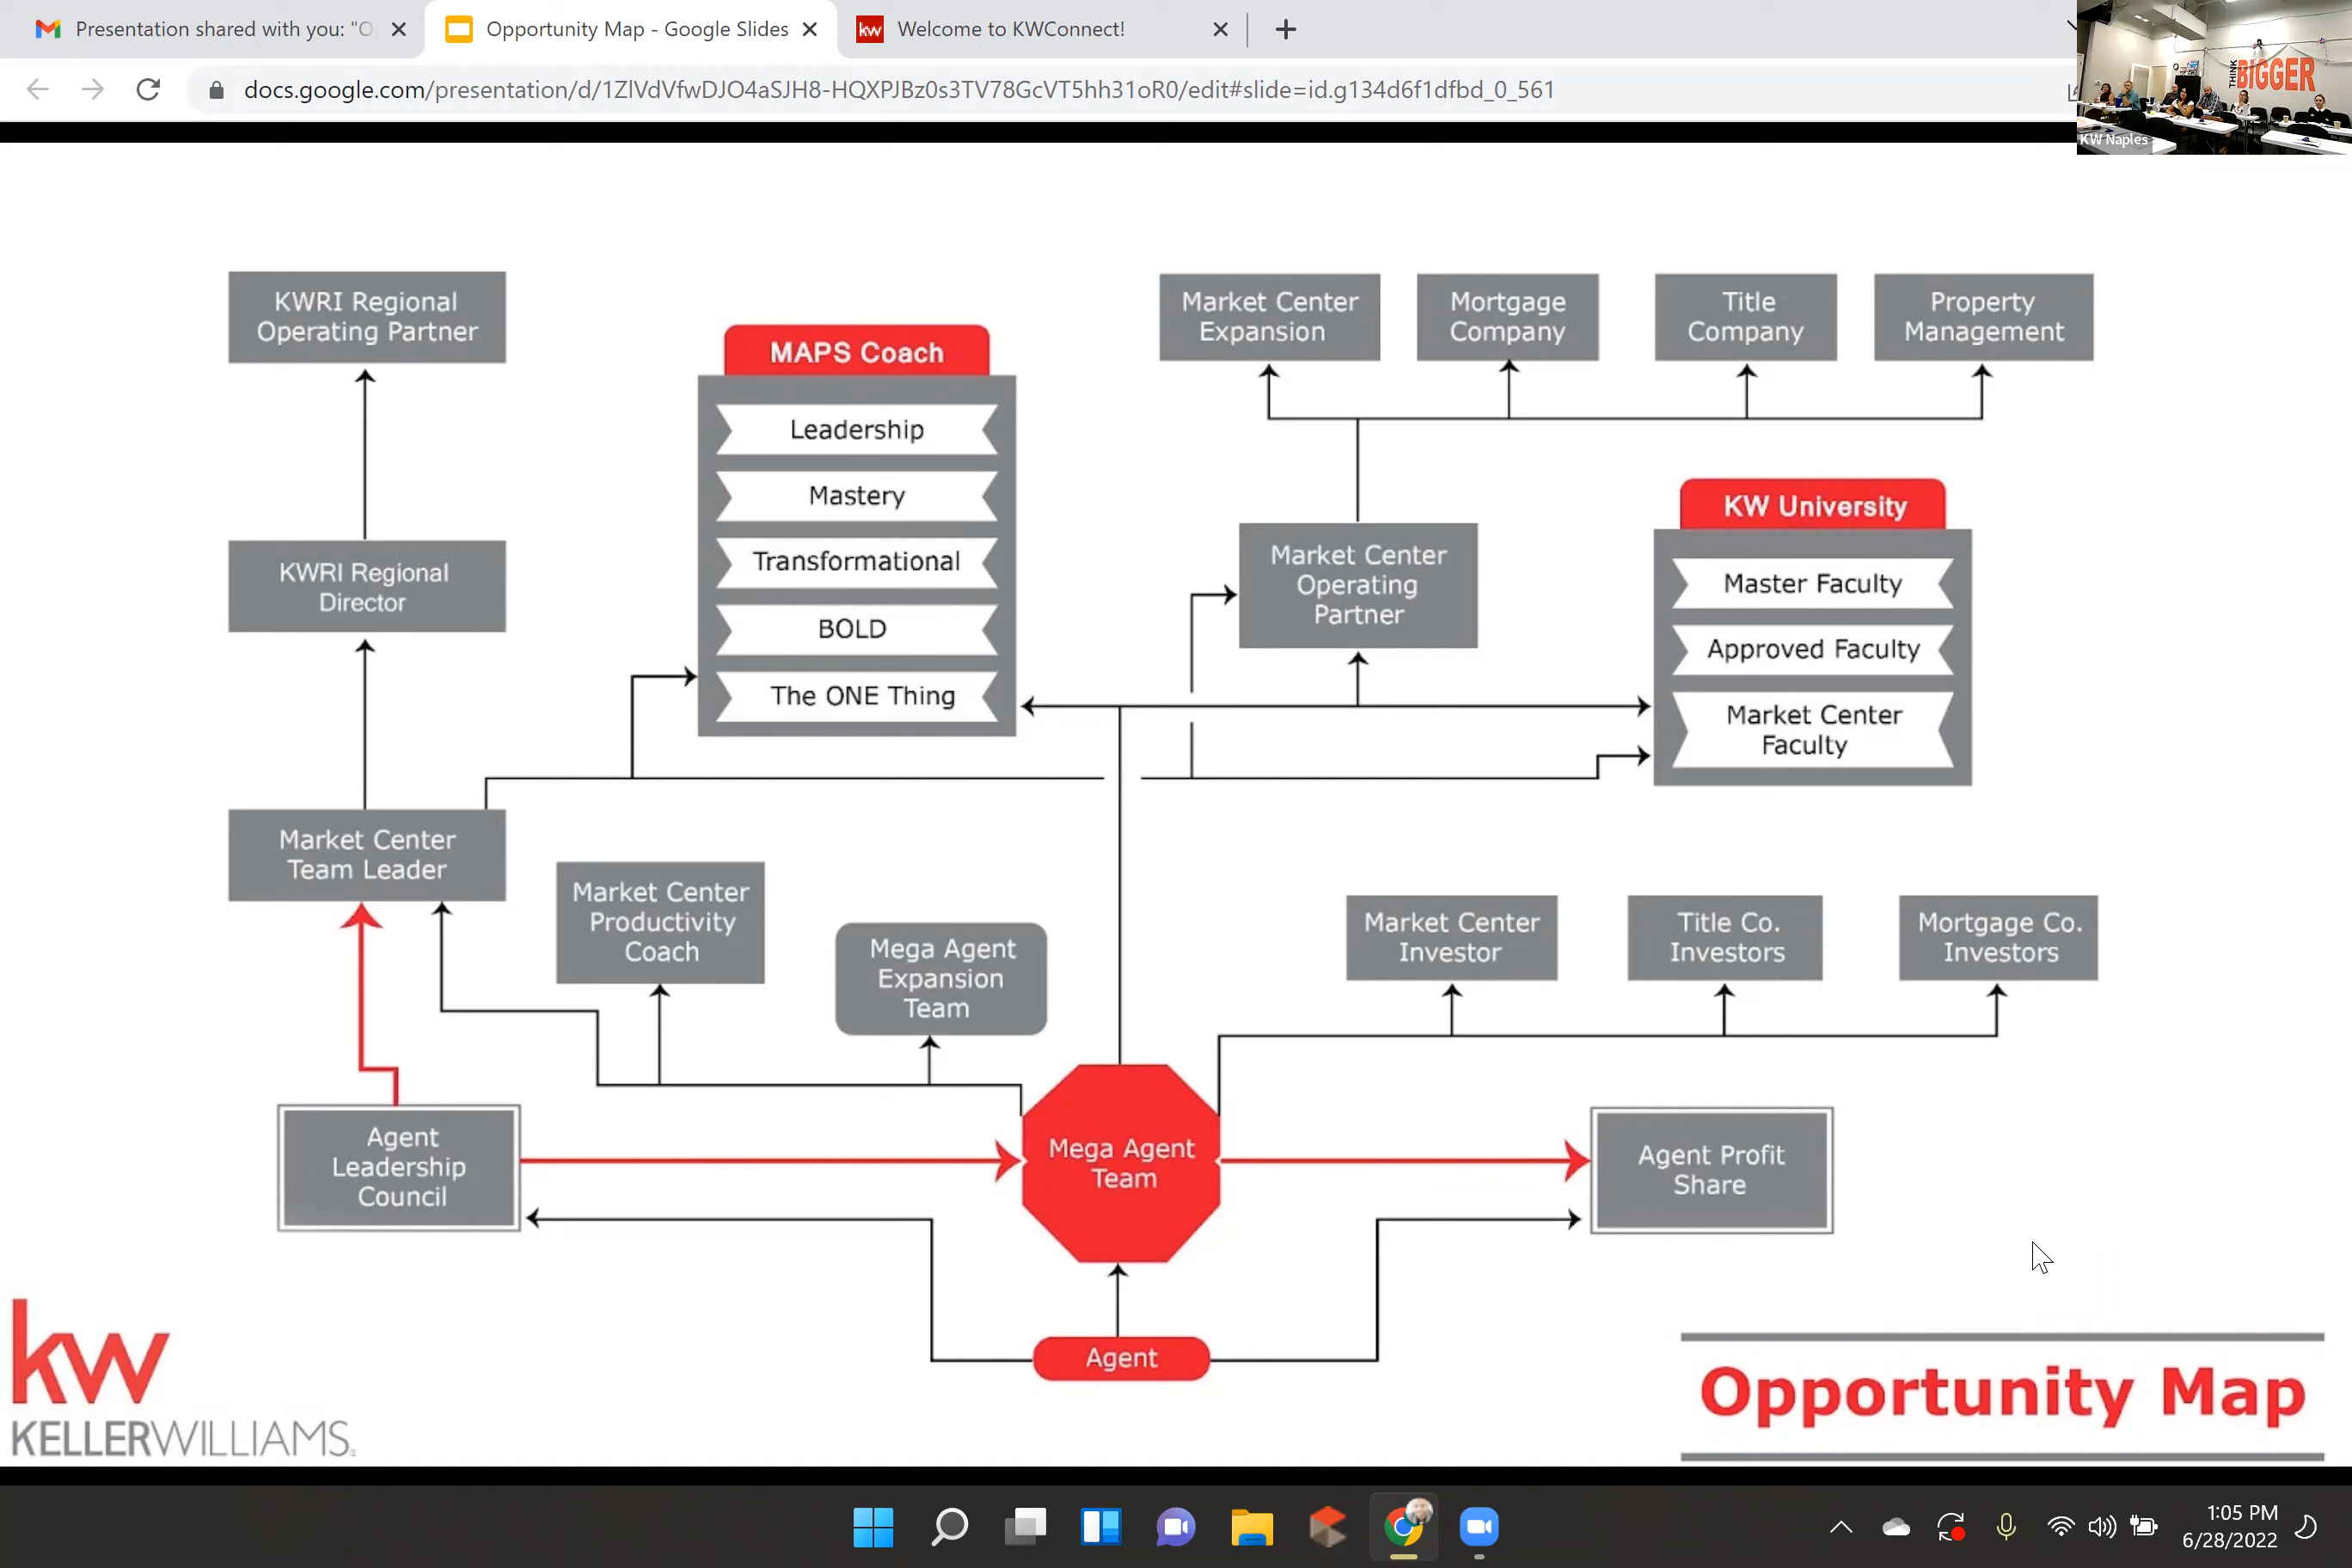 Presentation shared with you: "O
Opportunity Map - Google Slides
kw
Welcome to KWConnect!
docs.google.com/presentation/d/1ZlVdVfwDJO4aSJH8-HQXPJBz0s3TV78GcVT5hh31oR0/edit#slide=id.g134d6f1dfbd_0_561
THINK
BIGGER
KW Naples
KWRI Regional
Operating Partner
Market Center
Expansion
Mortgage
Company
Title
Company
Property
Management
MAPS Coach
Leadership
Mastery
Transformational
BOLD
The ONE Thing
KW University
Master Faculty
Approved Faculty
Market Center
Faculty
Market Center
Operating
Partner
KWRI Regional
Director
Market Center
Team Leader
Market Center
Productivity
Coach
Mega Agent
Expansion
Team
Market Center
Investor
Title Co.
Investors
Mortgage Co.
Investors
Agent
Leadership
Council
Mega Agent
Team
Agent Profit
Share
Agent
kw
KELLERWILLIAMS.
Opportunity Map
1:05 PM
6/28/2022